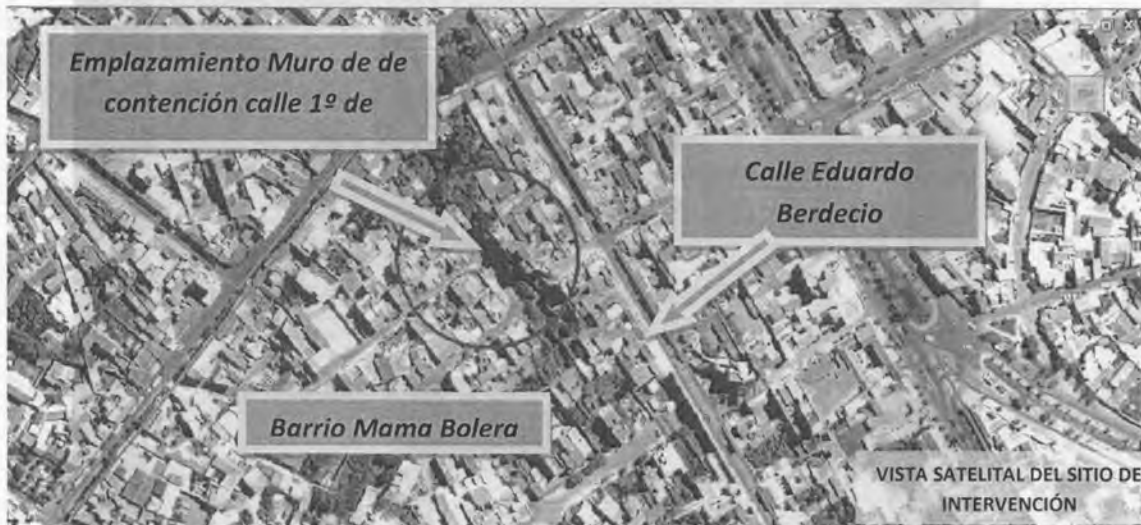 Emplazamiento Muro de de
contención calle 1º de
Calle Eduardo
Berdecio
Barrio Mama Bolera
VISTA SATELITAL DEL SITIO DE
INTERVENCIÓN